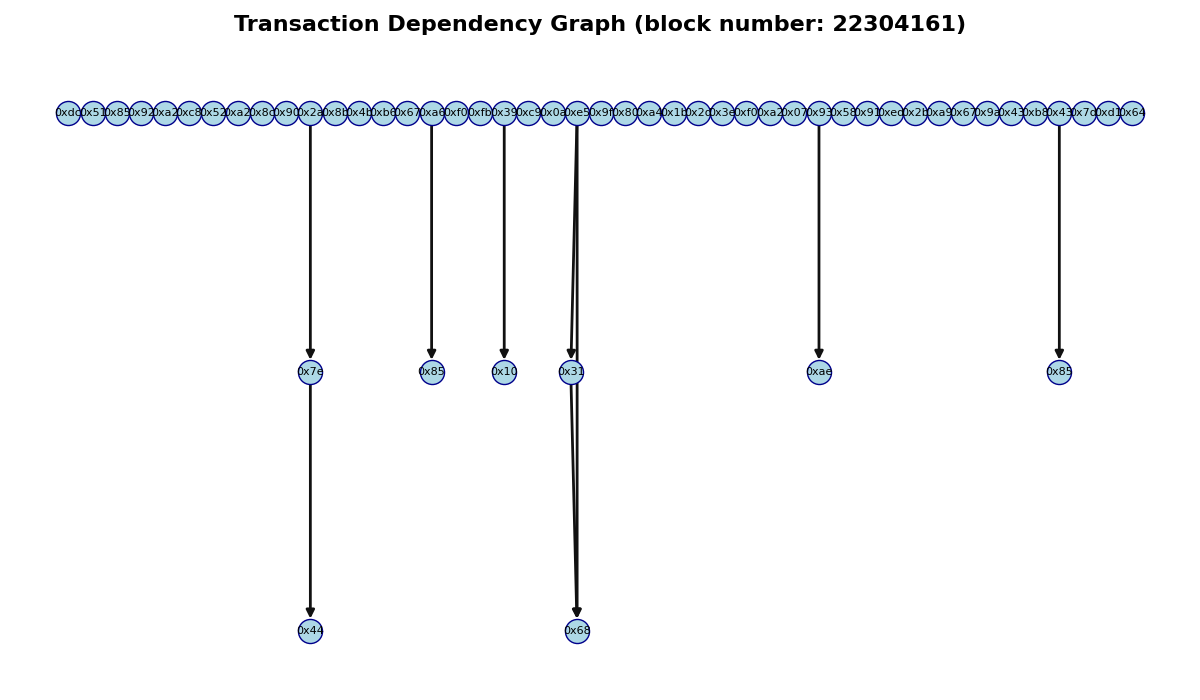 Transaction Dependency Graph (block number: 22304161)
0xdc 0x51 0x85 0x92 0xa2 0xc8 0x52 0xa2 0x8c 0x90 0x2a 0x8b 0x4b 0xb6 0x67 0xa6 0xf0 0xfb 0x39 0xc9 0x0a 0xe5 0x9f 0x80 0xa4 0x1b 0x2c 0x3e 0xf0 0xa2 0x07 0x93 0x58 0x91 0xec 0x2b 0xa9 0x67 0x9a 0x43 0xb8 0x43 0x7c 0xd1 0x64
0x7e 0x85 0x10 0x31 0xae 0x85
0x44 0x68